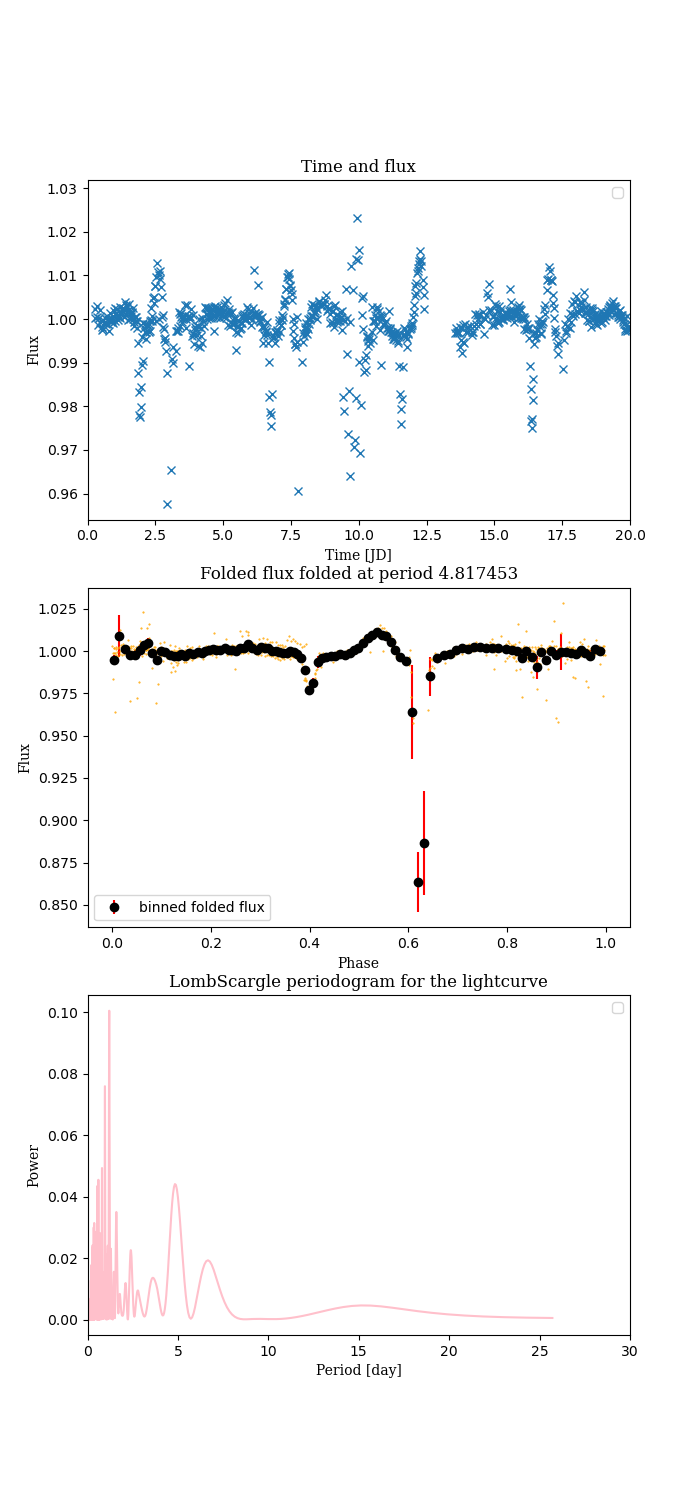 Time and flux
1.03
1.02
1.01
1.00
0.99
0.98
0.97
0.96
Flux
0.0 2.5 5.0 7.5 10.0 12.5 15.0 17.5 20.0
Time [JD]
Folded flux folded at period 4.817453
1.025
1.000
0.975
0.950
0.925
0.900
0.875
0.850
Flux
binned folded flux
0.0 0.2 0.4 0.6 0.8 1.0
Phase
LombScargle periodogram for the lightcurve
0.10
0.08
0.06
0.04
0.02
0.00
Power
0 5 10 15 20 25 30
Period [day]